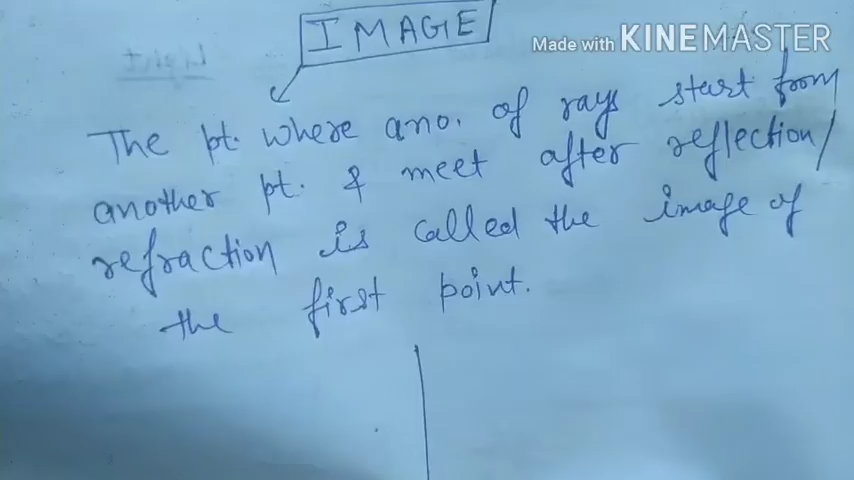 IMAGE
Made with KINEMASTER
The pt. where a no. of rays start from
another pt. & meet after reflection/
refraction is called the image of
the first point.